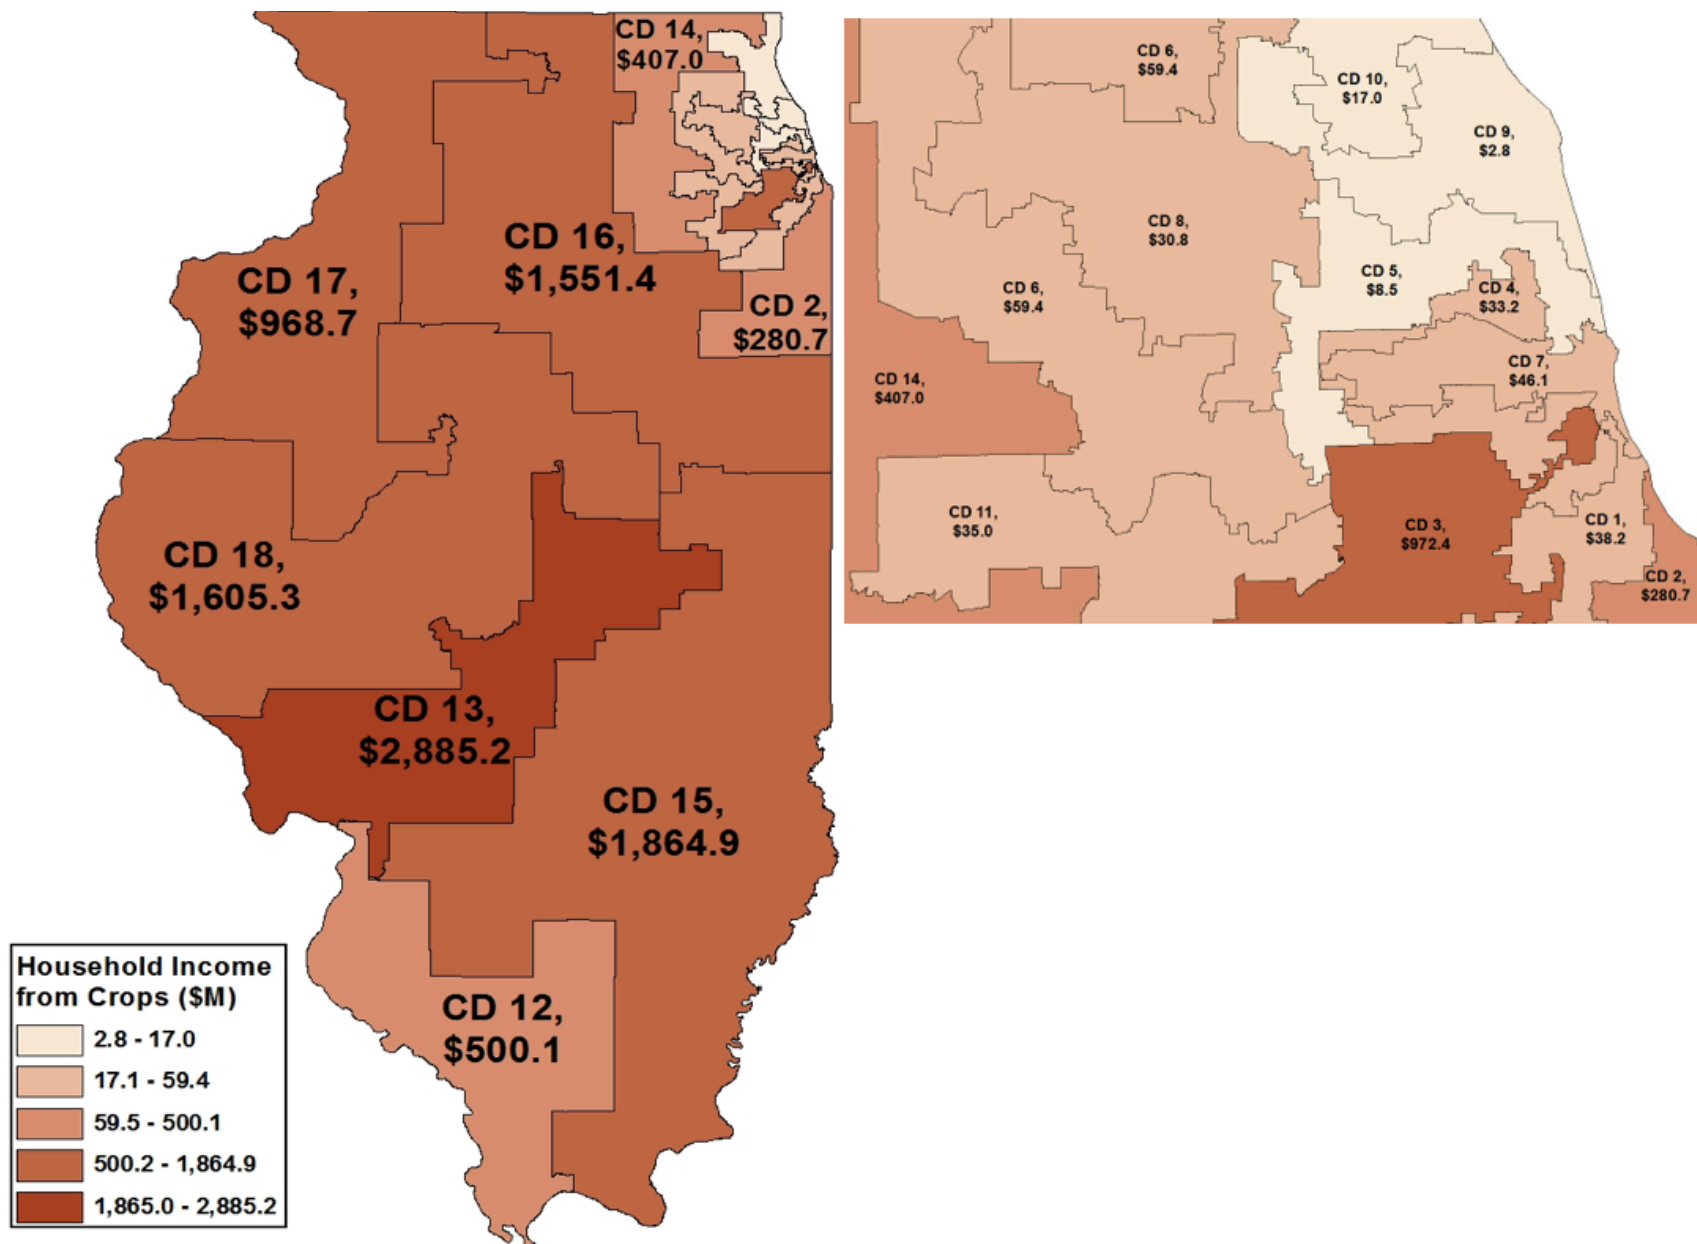 CD 14,
$407.0
CD 16,
$1,551.4
CD 17,
$968.7
CD 2,
$280.7
CD 18,
$1,605.3
CD 13,
$2,885.2
CD 15,
$1,864.9
CD 12,
$500.1
Household Income
from Crops ($M)
2.8 - 17.0
17.1 - 59.4
59.5 - 500.1
500.2 - 1,864.9
1,865.0 - 2,885.2
CD 6,
$59.4
CD 10,
$17.0
CD 9,
$2.8
CD 8,
$30.8
CD 5,
$8.5
CD 6,
$59.4
CD 4,
$33.2
CD 7,
$46.1
CD 14,
$407.0
CD 11,
$35.0
CD 3,
$972.4
CD 1,
$38.2
CD 2,
$280.7